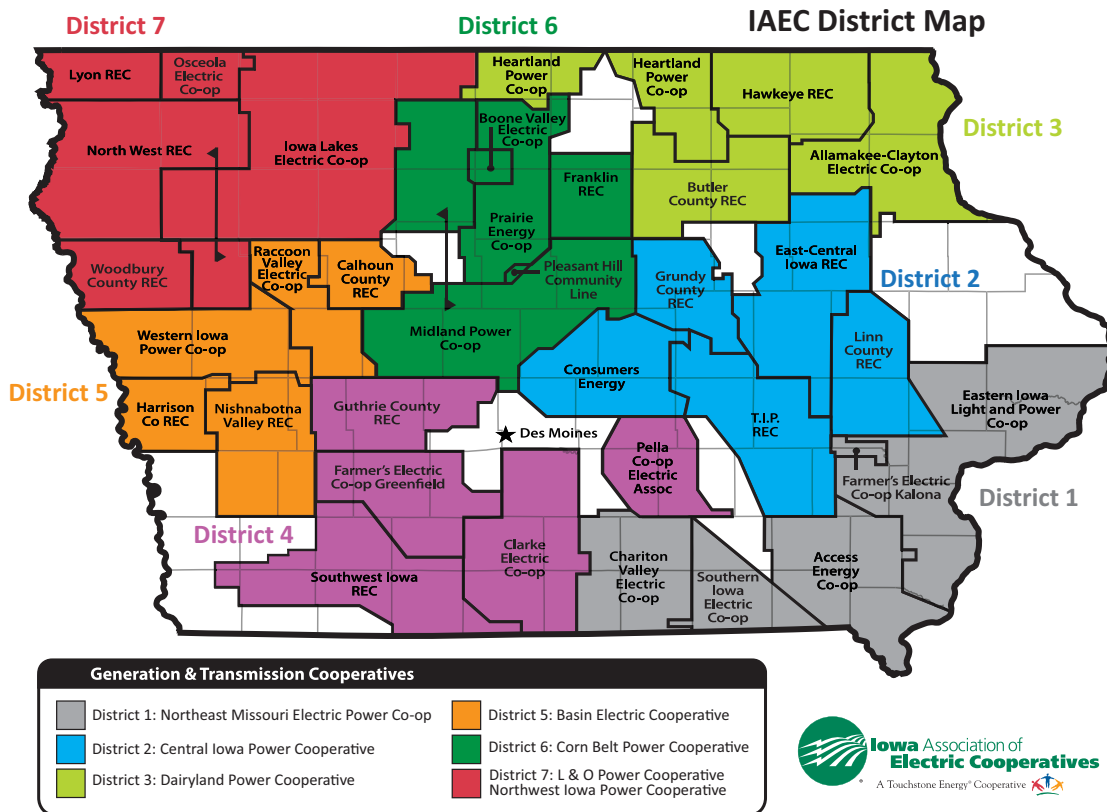 District 7
District 6
IAEC District Map
Lyon REC
Osceola
Electric
Co-op
Heartland
Power
Co-op
Heartland
Power
Co-op
Hawkeye REC
District 3
North West REC
Iowa Lakes
Electric Co-op
Boone Valley
Electric
Co-op
Franklin
REC
Allamakee-Clayton
Electric Co-op
Butler
County REC
Prairie
Energy
Co-op
Woodbury
County REC
Raccoon
Valley
Electric
Co-op
Calhoun
County
REC
Pleasant Hill
Community
Line
Grundy
County
REC
East-Central
Iowa REC
District 2
Western Iowa
Power Co-op
Midland Power
Co-op
Linn
County
REC
District 5
Consumers
Energy
Harrison
Co REC
Nishnabotna
Valley REC
Guthrie County
REC
Eastern Iowa
Light and Power
Co-op
T.I.P.
REC
Des Moines
Pella
Co-op
Electric
Assoc
Farmer's Electric
Co-op Greenfield
Farmer's Electric
Co-op Kalona
District 1
District 4
Southwest Iowa
REC
Clarke
Electric
Co-op
Chariton
Valley
Electric
Co-op
Southern
Iowa
Electric
Co-op
Access
Energy
Co-op
Generation & Transmission Cooperatives
District 1: Northeast Missouri Electric Power Co-op
District 2: Central Iowa Power Cooperative
District 3: Dairyland Power Cooperative
District 5: Basin Electric Cooperative
District 6: Corn Belt Power Cooperative
District 7: L & O Power Cooperative
Northwest Iowa Power Cooperative
Iowa Association of
Electric Cooperatives
A Touchstone Energy® Cooperative